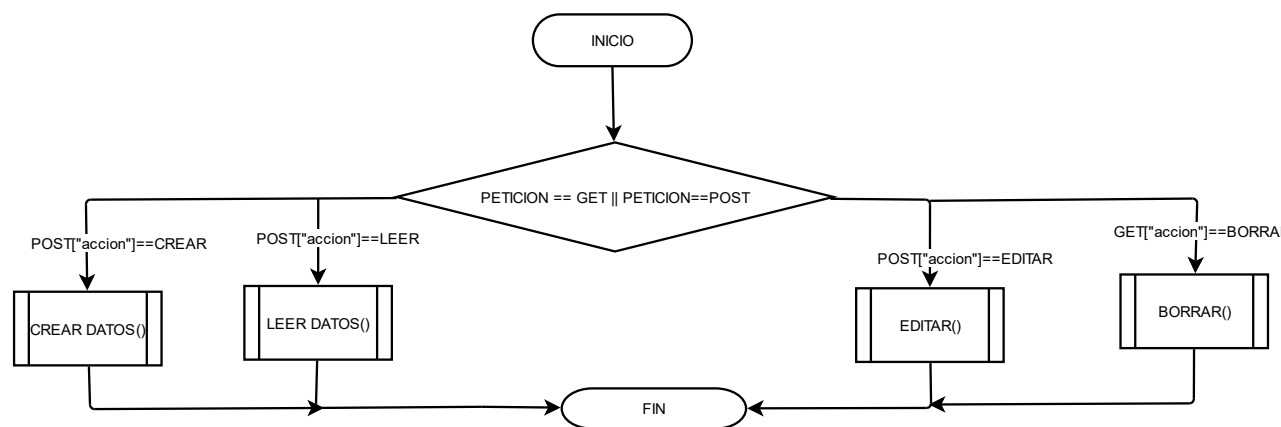 INICIO
PETICION == GET || PETICION==POST
POST["accion"]==CREAR
POST["accion"]==LEER
POST["accion"]==EDITAR
GET["accion"]==BORRAR
CREAR DATOS()
LEER DATOS()
EDITAR()
BORRAR()
FIN